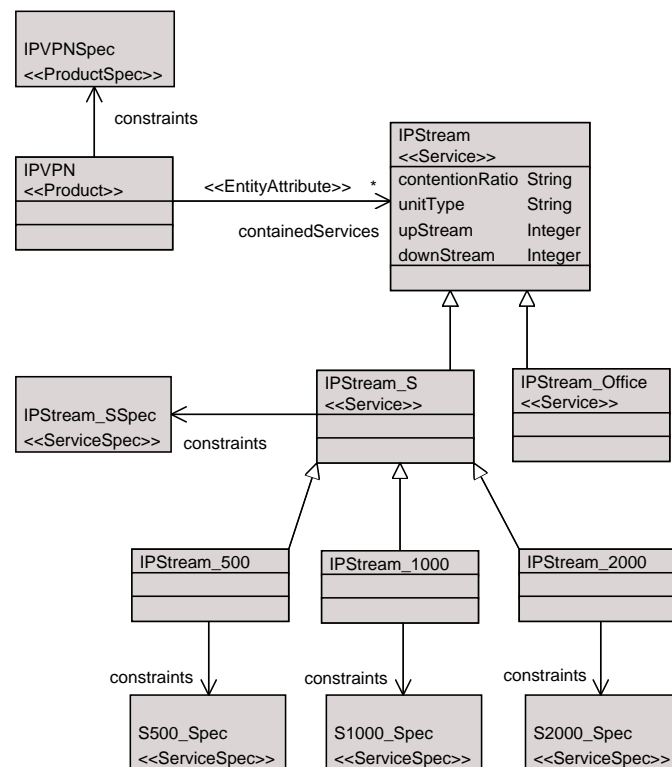 IPVPNSpec
<<ProductSpec>>
constraints
IPVPN
<<Product>>
<<EntityAttribute>> *
containedServices
IPStream
<<Service>>
contentionRatio String
unitType String
upStream Integer
downStream Integer
IPStream_S
<<Service>>
IPStream_Office
<<Service>>
IPStream_SSpec
<<ServiceSpec>>
constraints
IPStream_500
IPStream_1000
IPStream_2000
constraints
constraints
constraints
S500_Spec
<<ServiceSpec>>
S1000_Spec
<<ServiceSpec>>
S2000_Spec
<<ServiceSpec>>